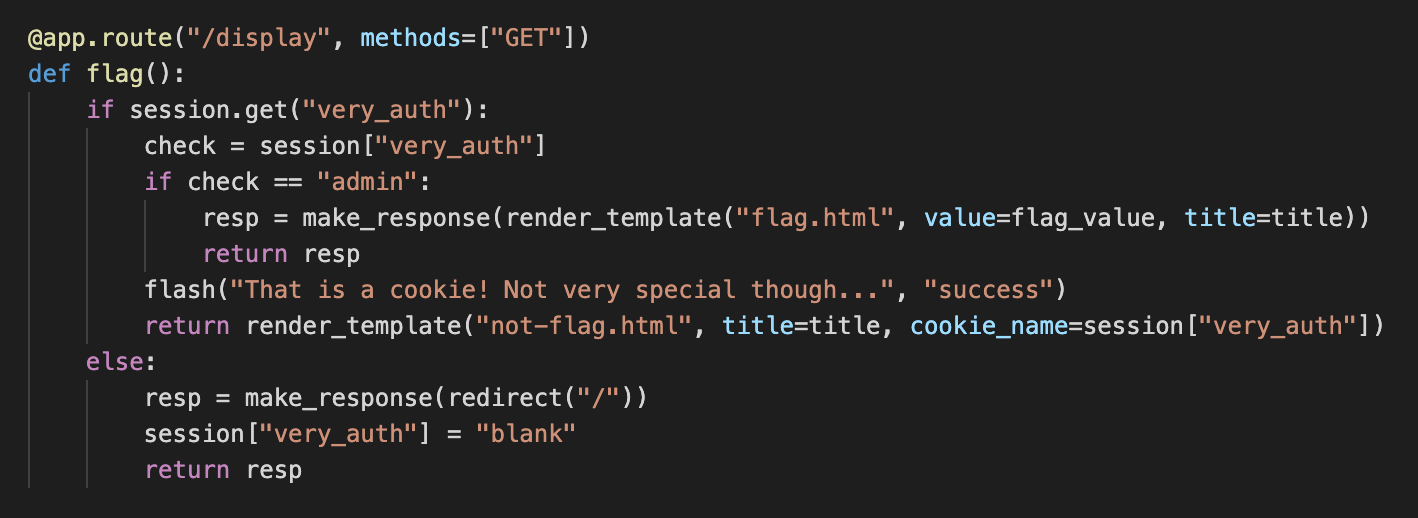 @app.route("/display", methods=["GET"])
def flag():
    if session.get("very_auth"):
        check = session["very_auth"]
        if check == "admin":
            resp = make_response(render_template("flag.html", value=flag_value, title=title))
            return resp
        flash("That is a cookie! Not very special though...", "success")
        return render_template("not-flag.html", title=title, cookie_name=session["very_auth"])
    else:
        resp = make_response(redirect("/"))
        session["very_auth"] = "blank"
        return resp